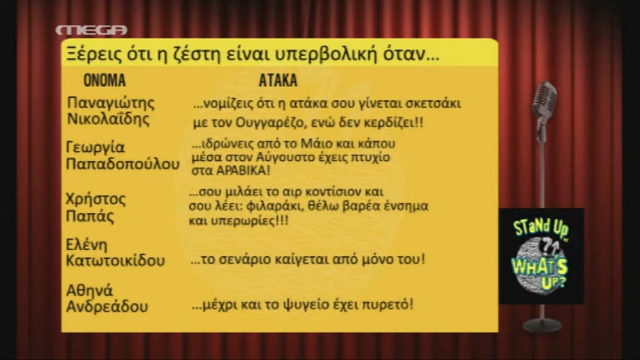 MEGA
Ξέρεις ότι η ζέστη είναι υπερβολική όταν...
ΟΝΟΜΑ ΑΤΑΚΑ
Παναγιώτης Νικολαΐδης
...νομίζεις ότι η ατάκα σου γίνεται σκετσάκι
με τον Ουγγαρέζο, ενώ δεν κερδίζει!!
Γεωργία Παπαδοπούλου
...ιδρώνεις από το Μάιο και κάπου
μέσα στον Αύγουστο έχεις πτυχίο
στα ΑΡΑΒΙΚΑ!
Χρήστος Παπάς
...σου μιλάει το αιρ κοντίσιον και
σου λέει: φιλαράκι, θέλω βαρέα ένσημα
και υπερωρίες!!!
Ελένη Κατωτοικίδου
...το σενάριο καίγεται από μόνο του!
Αθηνά Ανδρεάδου
...μέχρι και το ψυγείο έχει πυρετό!
STaNd UP
?
WHAT'S
UP?